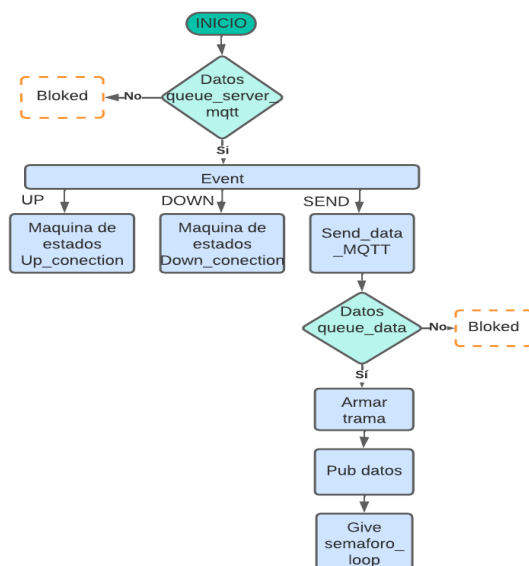 INICIO
Datos
queue_server_
mqtt
No
Bloked
Si
Event
UP
DOWN
SEND
Maquina de
estados
Up_conection
Maquina de
estados
Down_conection
Send_data
_MQTT
Datos
queue_data
No
Bloked
Sí
Armar
trama
Pub datos
Give
semaforo_
loop